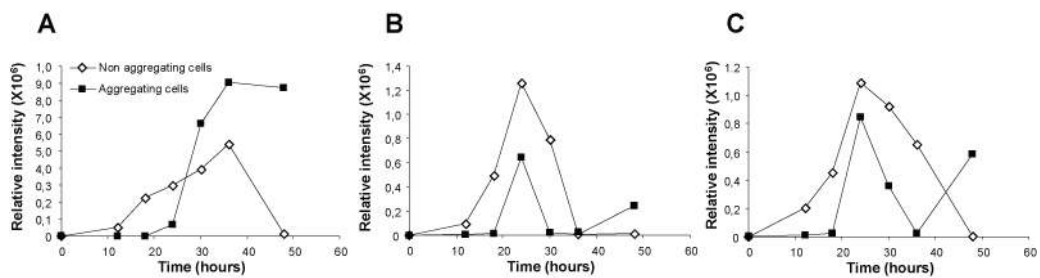 A
Relative intensity (X10⁶)
1,0
9.0
8.0
7.0
6.0
5.0
4.0
0,3
0,2
0,1
0
Non aggregating cells
Aggregating cells
0 10 20 30 40 50 60
Time (hours)
B
Relative intensity (X10⁶)
1,4
1,2
1,0
0,8
0,6
0,4
0,2
0
0 10 20 30 40 50 60
Time (hours)
C
Relative intensity (X10⁶)
1.2
1,0
0,8
0,6
0,4
0,2
0
0 10 20 30 40 50 60
Time (hours)